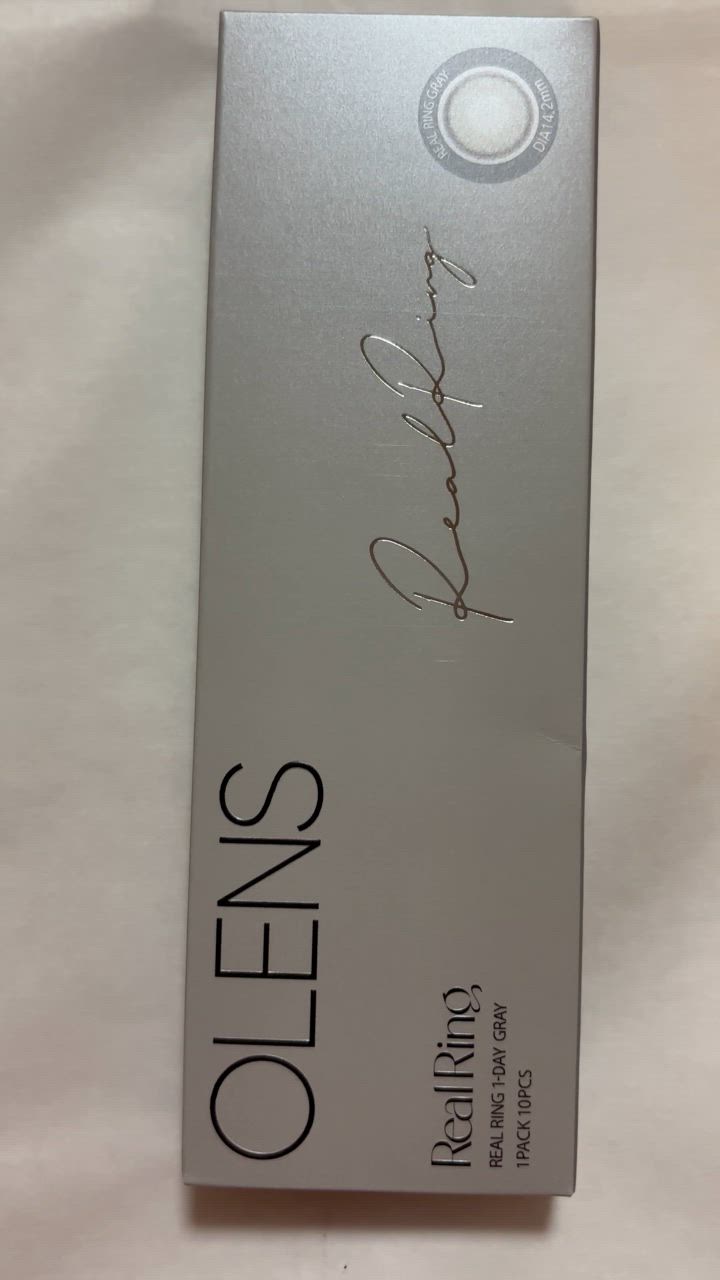 OLENS
REAL RING GRAY
DIA14.2mm
RealRing
RealRing
REAL RING 1-DAY GRAY
1PACK 10PCS